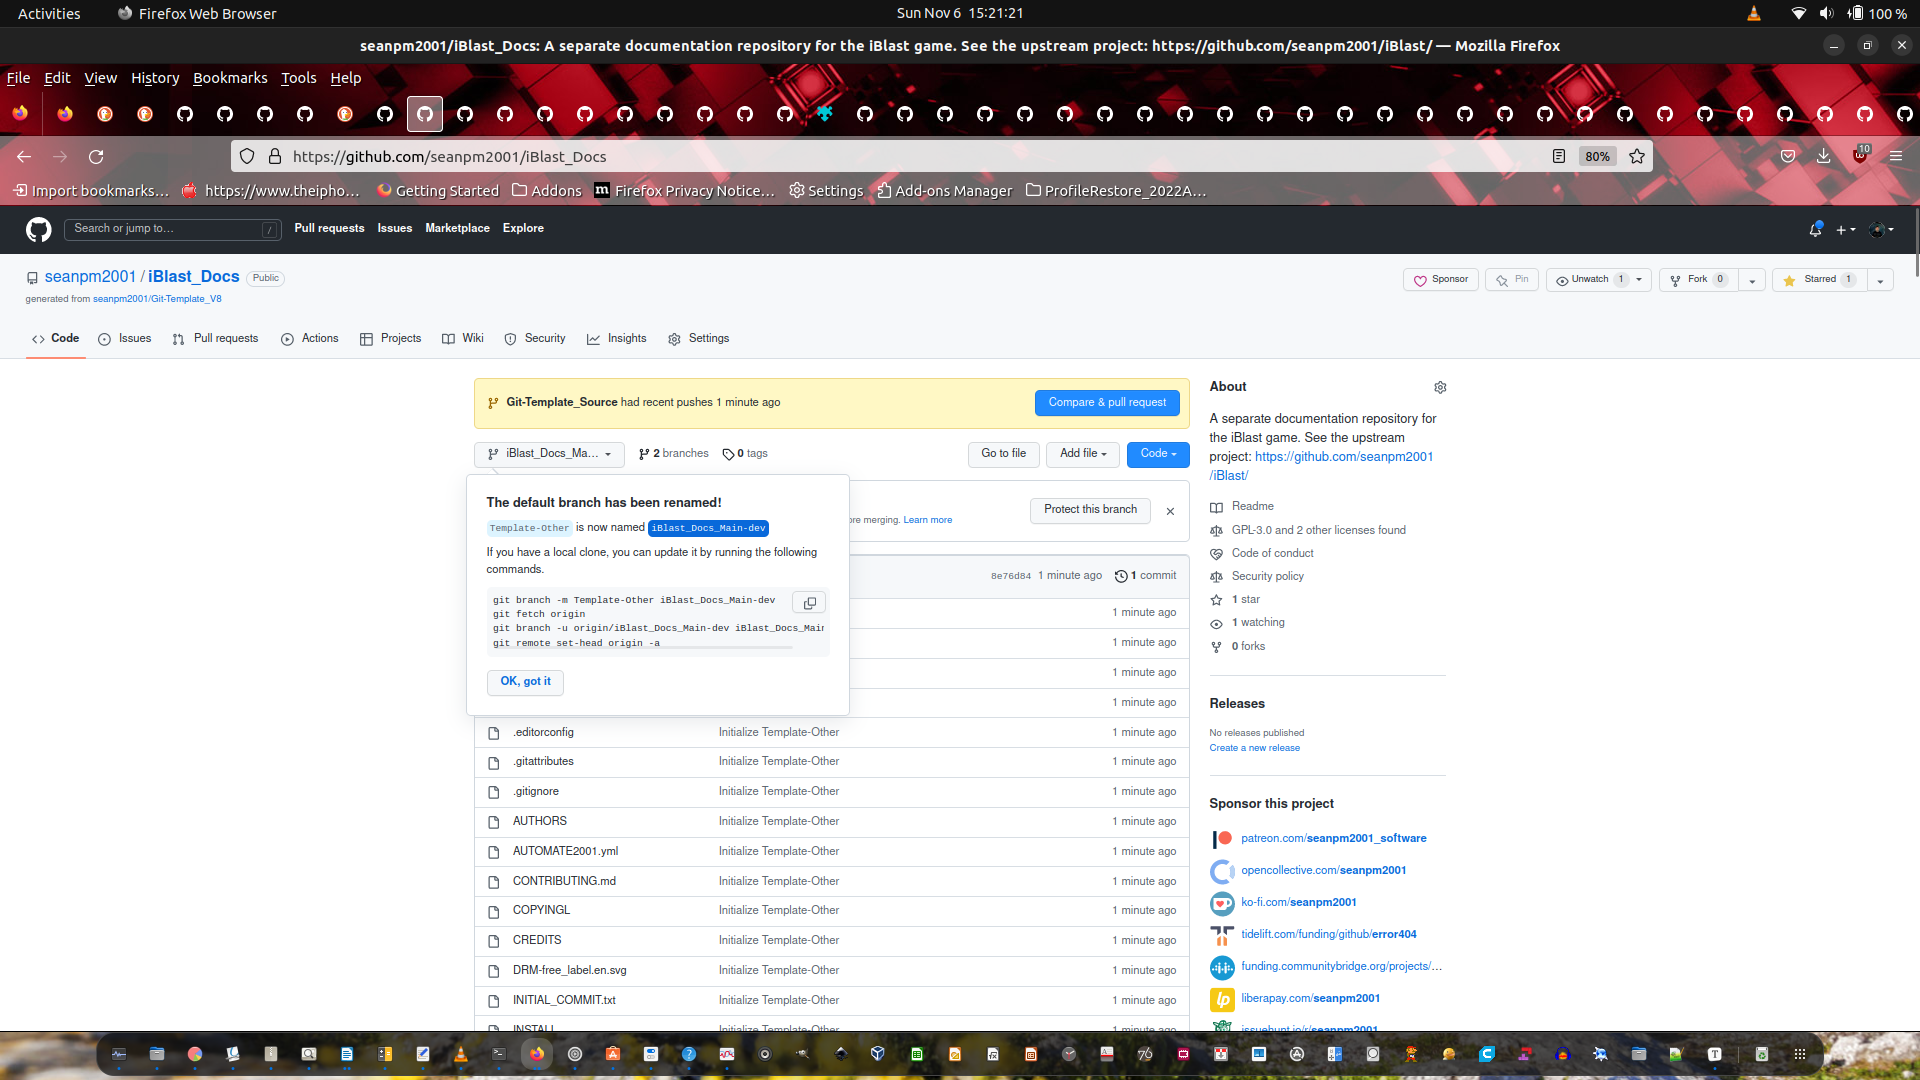 Activities
Firefox Web Browser
Sun Nov 6 15:21:21
100 %
seanpm2001/iBlast_Docs: A separate documentation repository for the iBlast game. See the upstream project: https://github.com/seanpm2001/iBlast/ — Mozilla Firefox
File Edit View History Bookmarks Tools Help
https://github.com/seanpm2001/iBlast_Docs
80%
10
Import bookmarks...
https://www.theipho...
Getting Started
Addons
Firefox Privacy Notice...
Settings
Add-ons Manager
ProfileRestore_2022A...
Search or jump to...
/
Pull requests Issues Marketplace Explore
seanpm2001 / iBlast_Docs Public
generated from seanpm2001/Git-Template_V8
Sponsor
Pin
Unwatch 1
Fork 0
Starred 1
Code
Issues
Pull requests
Actions
Projects
Wiki
Security
Insights
Settings
Git-Template_Source had recent pushes 1 minute ago
Compare & pull request
iBlast_Docs_Ma...
2 branches
0 tags
Go to file
Add file
Code
The default branch has been renamed!
Template-Other is now named iBlast_Docs_Main-dev
If you have a local clone, you can update it by running the following
commands.
git branch -m Template-Other iBlast_Docs_Main-dev
git fetch origin
git branch -u origin/iBlast_Docs_Main-dev iBlast_Docs_Main
git remote set-head origin -a
OK, got it
ore merging. Learn more
Protect this branch
8e76d84 1 minute ago 1 commit
1 minute ago
1 minute ago
1 minute ago
1 minute ago
.editorconfig Initialize Template-Other 1 minute ago
.gitattributes Initialize Template-Other 1 minute ago
.gitignore Initialize Template-Other 1 minute ago
AUTHORS Initialize Template-Other 1 minute ago
AUTOMATE2001.yml Initialize Template-Other 1 minute ago
CONTRIBUTING.md Initialize Template-Other 1 minute ago
COPYINGL Initialize Template-Other 1 minute ago
CREDITS Initialize Template-Other 1 minute ago
DRM-free_label.en.svg Initialize Template-Other 1 minute ago
INITIAL_COMMIT.txt Initialize Template-Other 1 minute ago
INSTALL Initialize Template-Other 1 minute ago
About
A separate documentation repository for
the iBlast game. See the upstream
project: https://github.com/seanpm2001
/iBlast/
Readme
GPL-3.0 and 2 other licenses found
Code of conduct
Security policy
1 star
1 watching
0 forks
Releases
No releases published
Create a new release
Sponsor this project
patreon.com/seanpm2001_software
opencollective.com/seanpm2001
ko-fi.com/seanpm2001
tidelift.com/funding/github/error404
funding.communitybridge.org/projects/...
liberapay.com/seanpm2001
issuehunt.io/r/seanpm2001